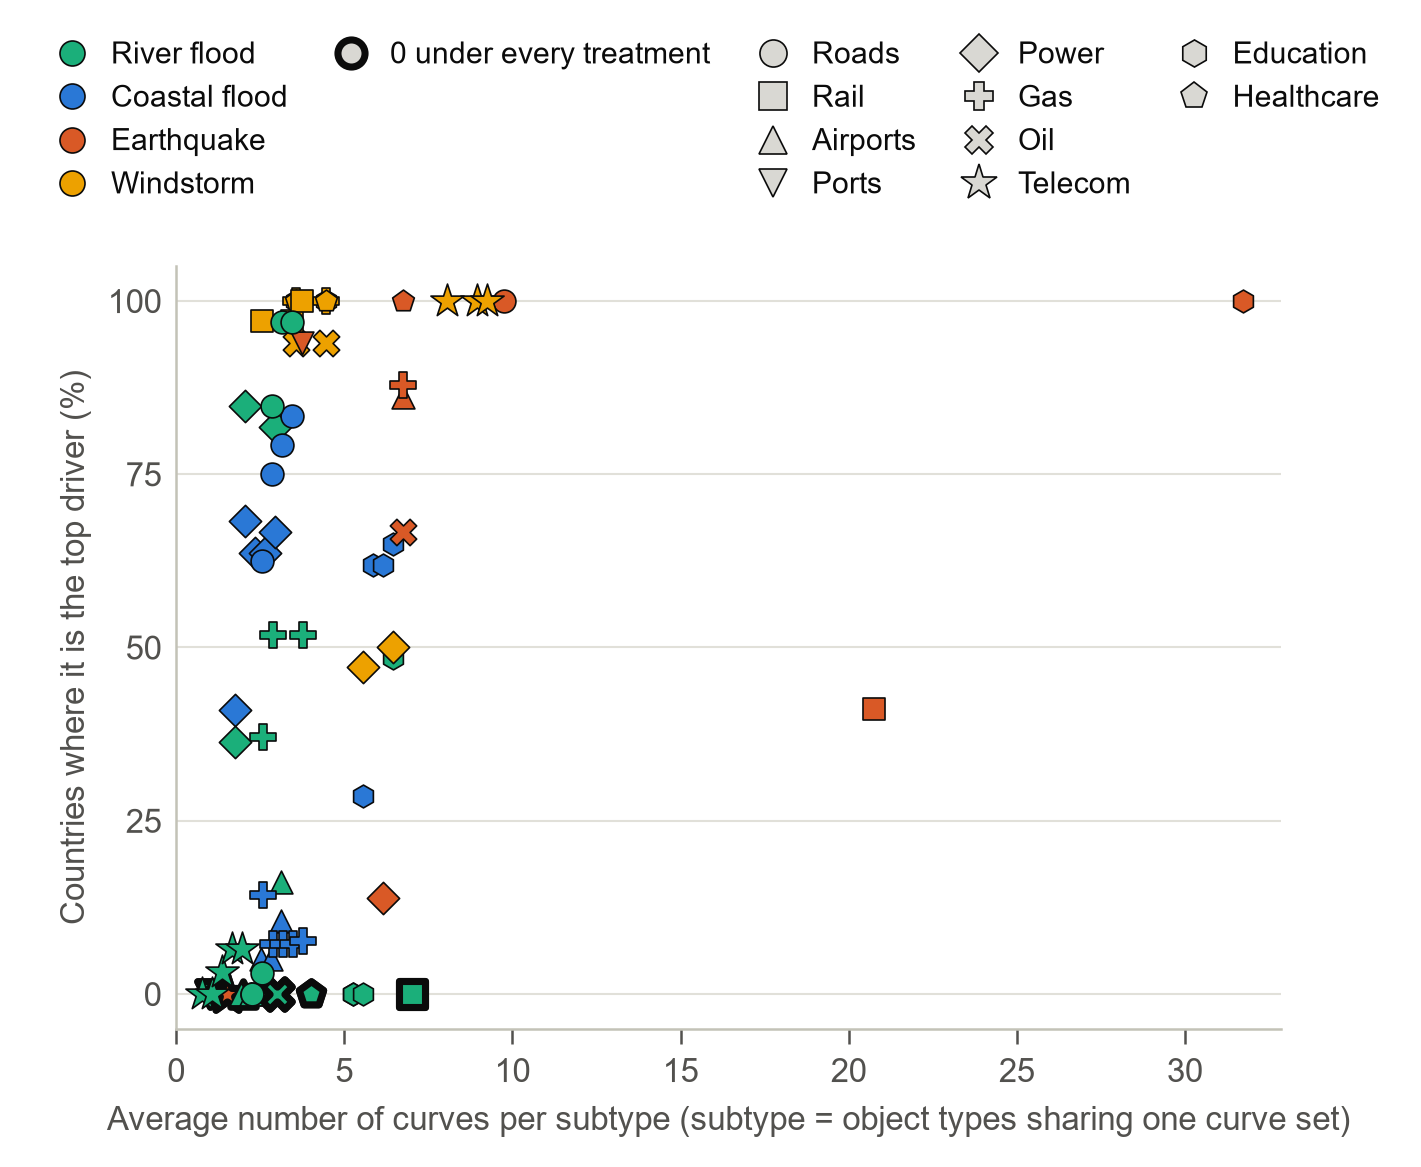 River flood
Coastal flood
Earthquake
Windstorm
0 under every treatment
Roads
Rail
Airports
Ports
Power
Gas
Oil
Telecom
Education
Healthcare
Countries where it is the top driver (%)
100
75
50
25
0
0 5 10 15 20 25 30
Average number of curves per subtype (subtype = object types sharing one curve set)